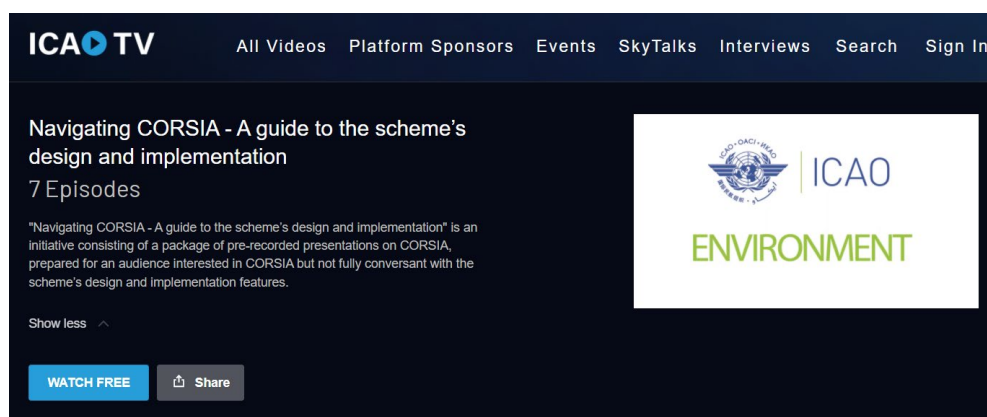 ICAO TV
All Videos Platform Sponsors Events SkyTalks Interviews Search Sign In
Navigating CORSIA - A guide to the scheme's
design and implementation
7 Episodes
"Navigating CORSIA - A guide to the scheme's design and implementation" is an
initiative consisting of a package of pre-recorded presentations on CORSIA,
prepared for an audience interested in CORSIA but not fully conversant with the
scheme's design and implementation features.
Show less
WATCH FREE Share
ICAO · OACI · ИКАО
ICAO
ENVIRONMENT